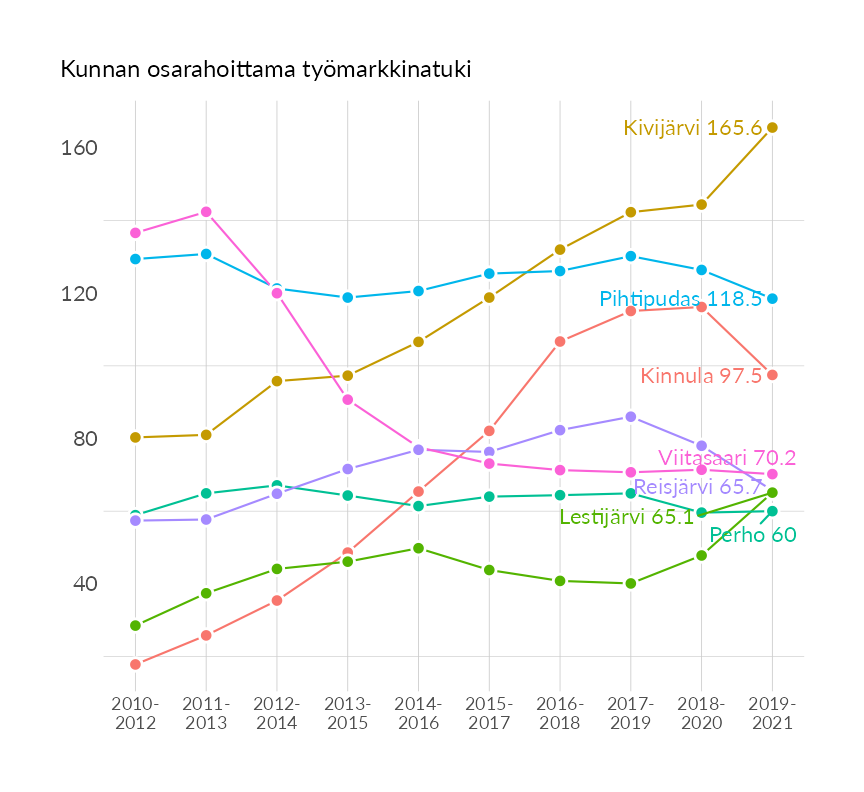 Kunnan osarahoittama työmarkkinatuki
160
120
80
40
Kivijärvi 165.6
Pihtipudas 118.5
Kinnula 97.5
Viitasaari 70.2
Reisjärvi 65.7
Lestijärvi 65.1
Perho 60
2010- 2011- 2012- 2013- 2014- 2015- 2016- 2017- 2018- 2019-
2012 2013 2014 2015 2016 2017 2018 2019 2020 2021